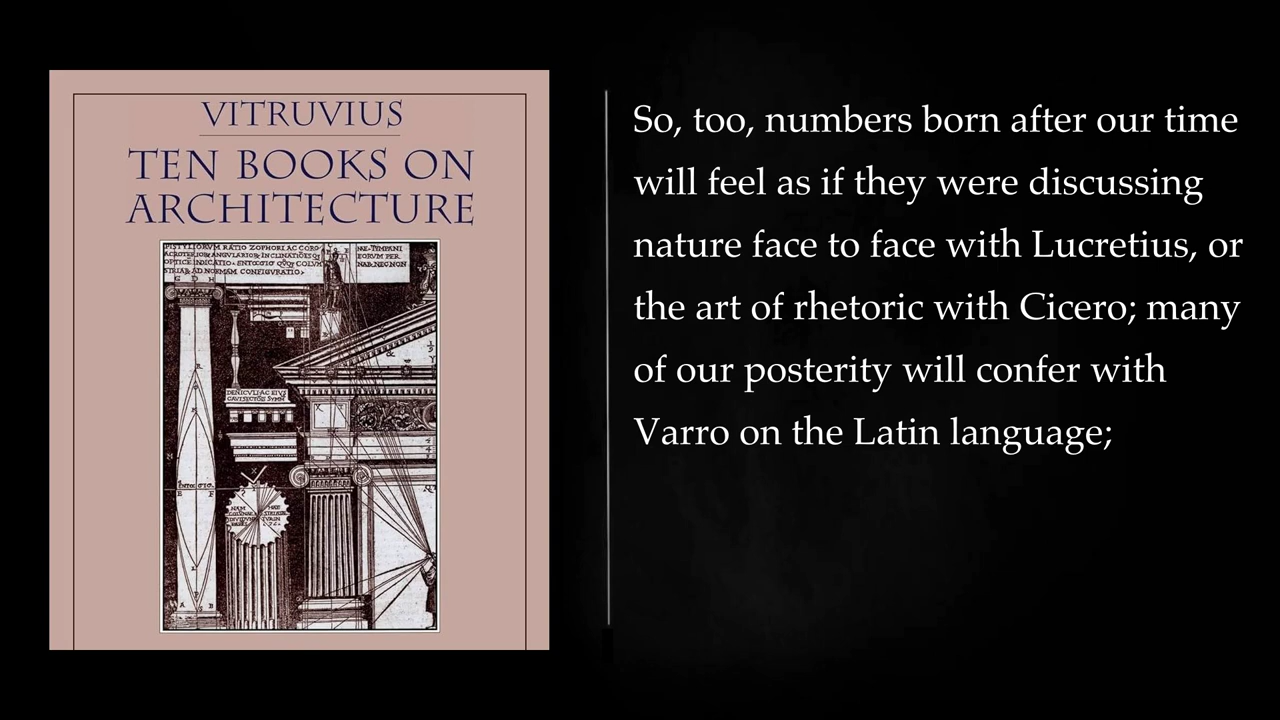 VITRUVIUS
TEN BOOKS ON
ARCHITECTURE
So, too, numbers born after our time
will feel as if they were discussing
nature face to face with Lucretius, or
the art of rhetoric with Cicero; many
of our posterity will confer with
Varro on the Latin language;